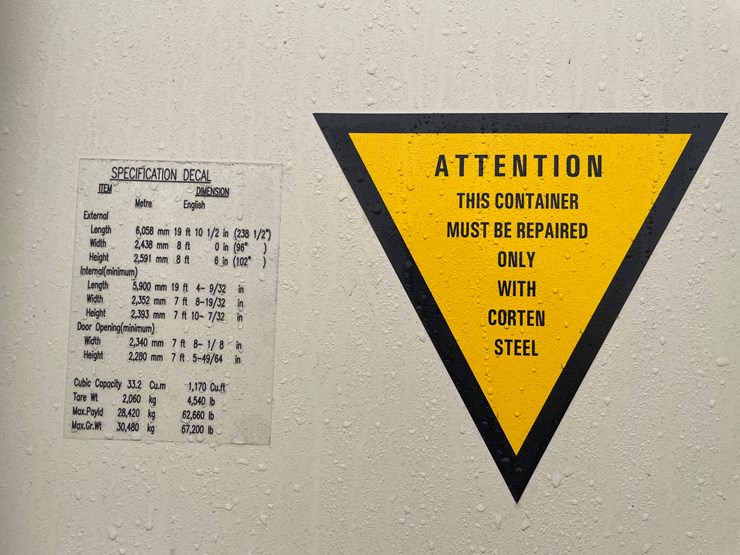 SPECIFICATION DECAL
ITEM DIMENSION
Metre English
External
Length 6,058 mm 19 ft 10 1/2 in (238 1/2")
Width 2,438 mm 8 ft 0 in (96" )
Height 2,591 mm 8 ft 6 in (102" )
Internal(minimum)
Length 5,900 mm 19 ft 4- 9/32 in
Width 2,352 mm 7 ft 8-19/32 in
Height 2,393 mm 7 ft 10- 7/32 in
Door Opening(minimum)
Width 2,340 mm 7 ft 8- 1/ 8 in
Height 2,280 mm 7 ft 5-49/64 in
Cubic Capacity 33.2 Cu.m 1,170 Cu.ft
Tare Wt 2,060 kg 4,540 lb
Max.Payld 28,420 kg 62,660 lb
Max.Gr.Wt 30,480 kg 67,200 lb
ATTENTION
THIS CONTAINER
MUST BE REPAIRED
ONLY
WITH
CORTEN
STEEL